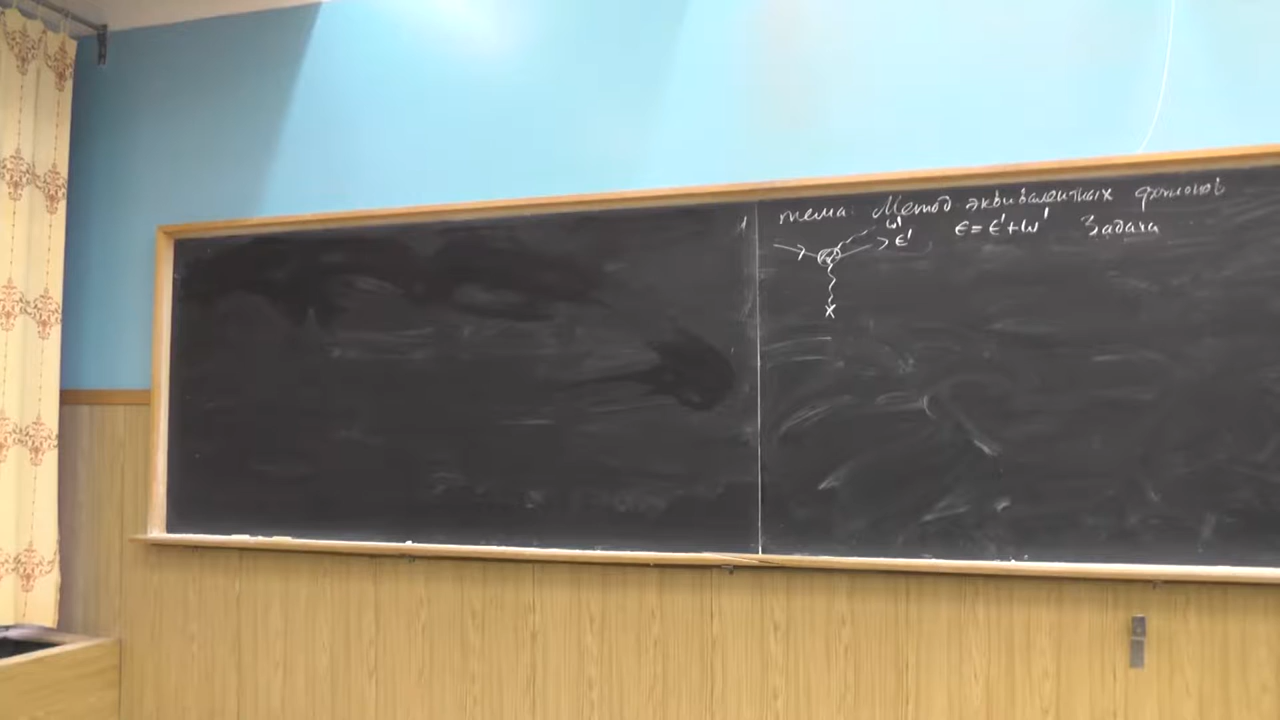 тема: Метод эквивалентных фотонов
ω' ε' ε = ε' + ω' Задача
x